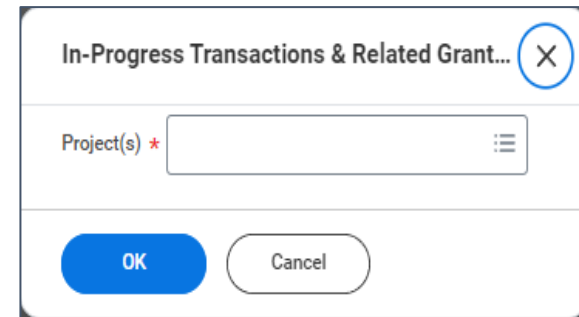 In-Progress Transactions & Related Grant...
Project(s) *
OK
Cancel